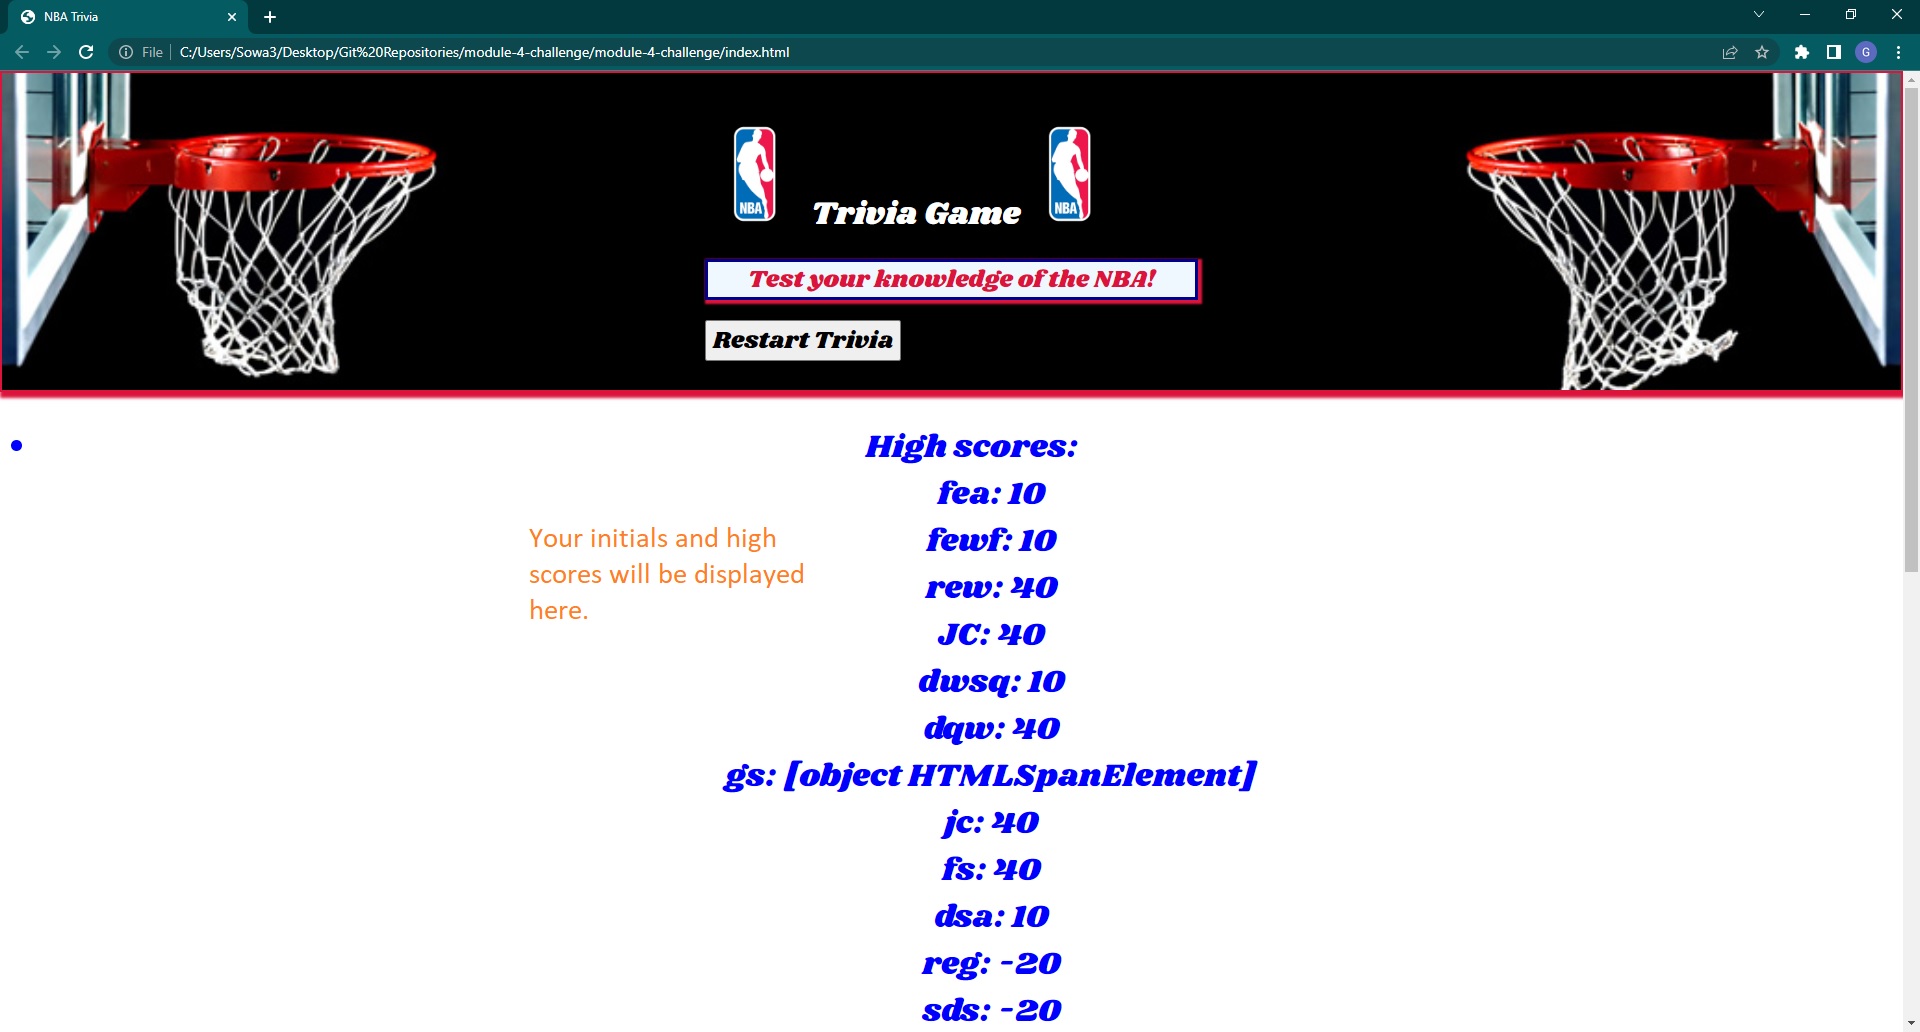 NBA Trivia
File
C:/Users/Sowa3/Desktop/Git%20Repositories/module-4-challenge/module-4-challenge/index.html
G
NBA
NBA
Trivia Game
Test your knowledge of the NBA!
Restart Trivia
High scores:
fea: 10
Your initials and high
scores will be displayed
here.
fewf: 10
rew: 40
JC: 40
dwsq: 10
dqw: 40
gs: [object HTMLSpanElement]
jc: 40
fs: 40
dsa: 10
reg: -20
sds: -20